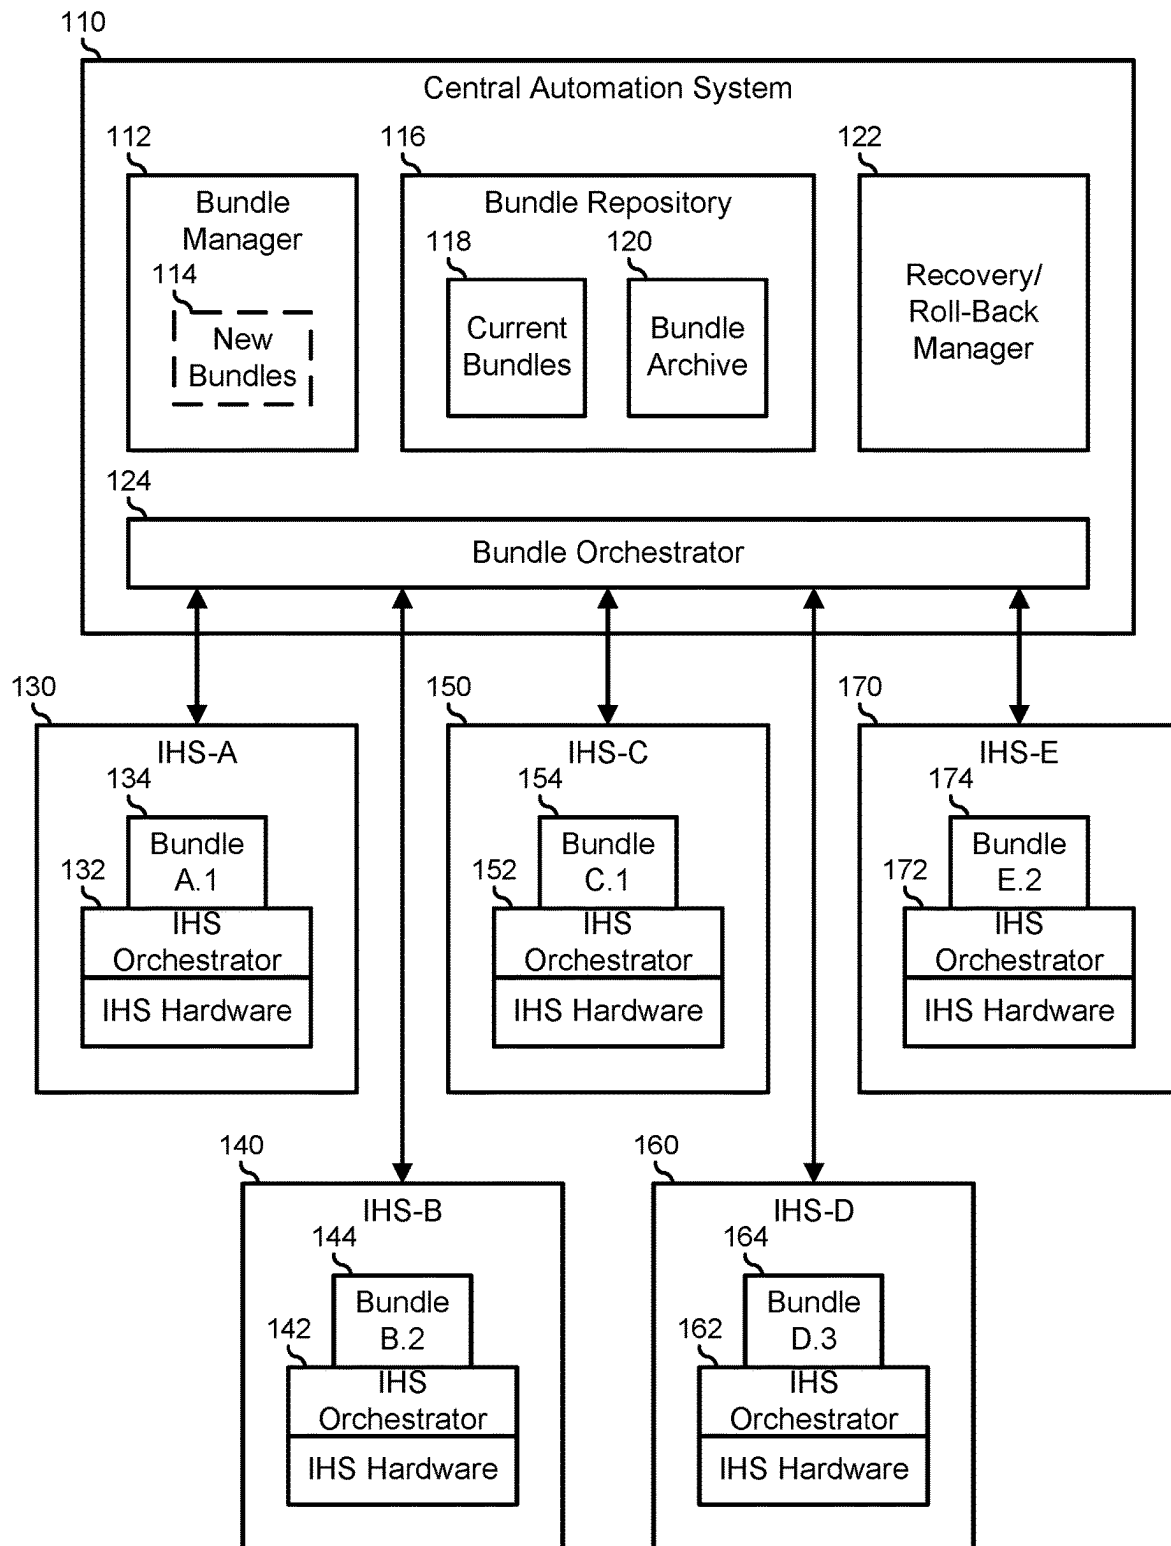 110
Central Automation System
112
116
122
Bundle
Manager
Bundle Repository
114
118
120
New
Bundles
Current
Bundles
Bundle
Archive
Recovery/
Roll-Back
Manager
124
Bundle Orchestrator
130
150
170
IHS-A
IHS-C
IHS-E
134
154
174
Bundle
A.1
Bundle
C.1
Bundle
E.2
132
152
172
IHS
Orchestrator
IHS
Orchestrator
IHS
Orchestrator
IHS Hardware
IHS Hardware
IHS Hardware
140
160
IHS-B
IHS-D
144
164
Bundle
B.2
Bundle
D.3
142
162
IHS
Orchestrator
IHS
Orchestrator
IHS Hardware
IHS Hardware